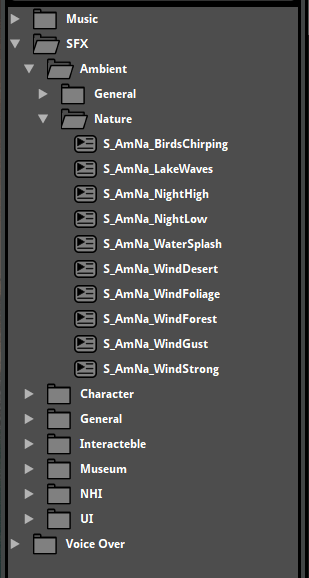 Music
SFX
Ambient
General
Nature
S_AmNa_BirdsChirping
S_AmNa_LakeWaves
S_AmNa_NightHigh
S_AmNa_NightLow
S_AmNa_WaterSplash
S_AmNa_WindDesert
S_AmNa_WindFoliage
S_AmNa_WindForest
S_AmNa_WindGust
S_AmNa_WindStrong
Character
General
Interacteble
Museum
NHI
UI
Voice Over